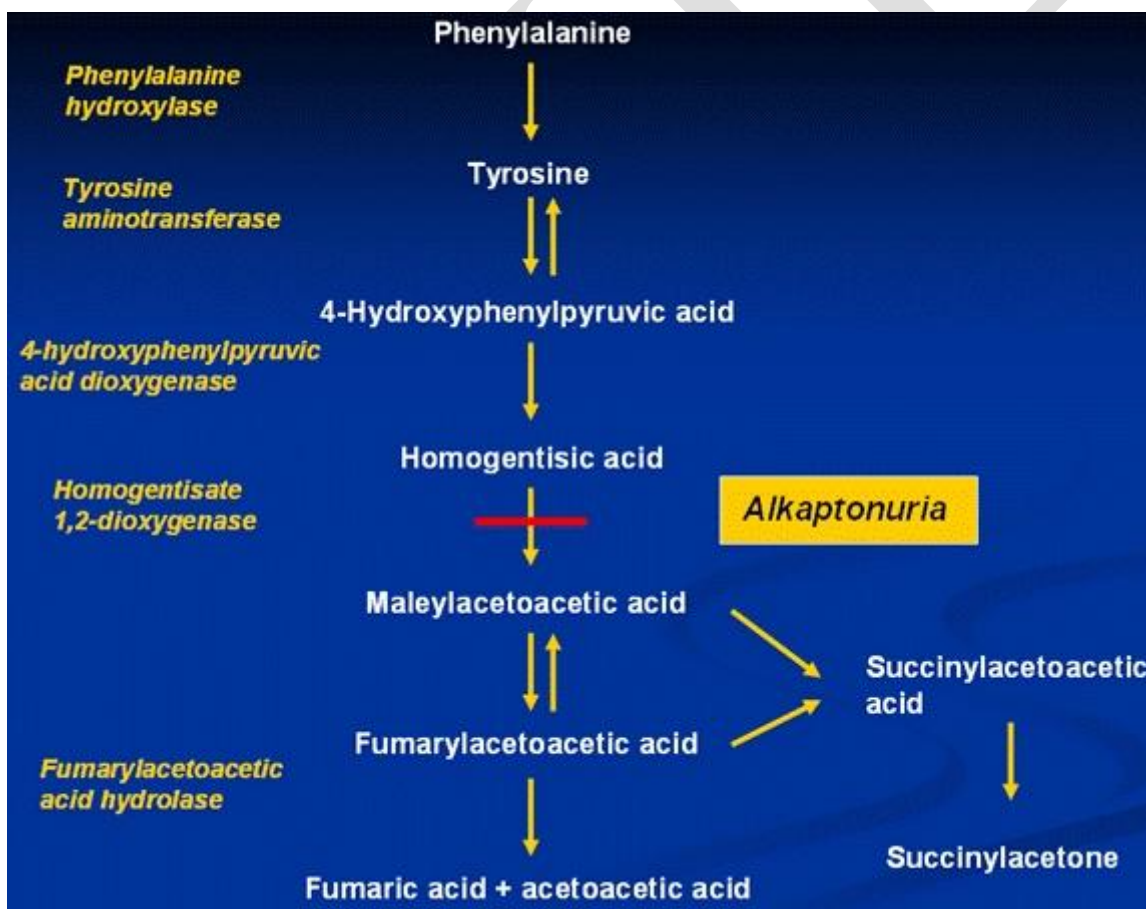 Phenylalanine
Phenylalanine
hydroxylase
Tyrosine
Tyrosine
aminotransferase
4-Hydroxyphenylpyruvic acid
4-hydroxyphenylpyruvic
acid dioxygenase
Homogentisic acid
Homogentisate
1,2-dioxygenase
Alkaptonuria
Maleylacetoacetic acid
Succinylacetoacetic
acid
Fumarylacetoacetic acid
Fumarylacetoacetic
acid hydrolase
Succinylacetone
Fumaric acid + acetoacetic acid